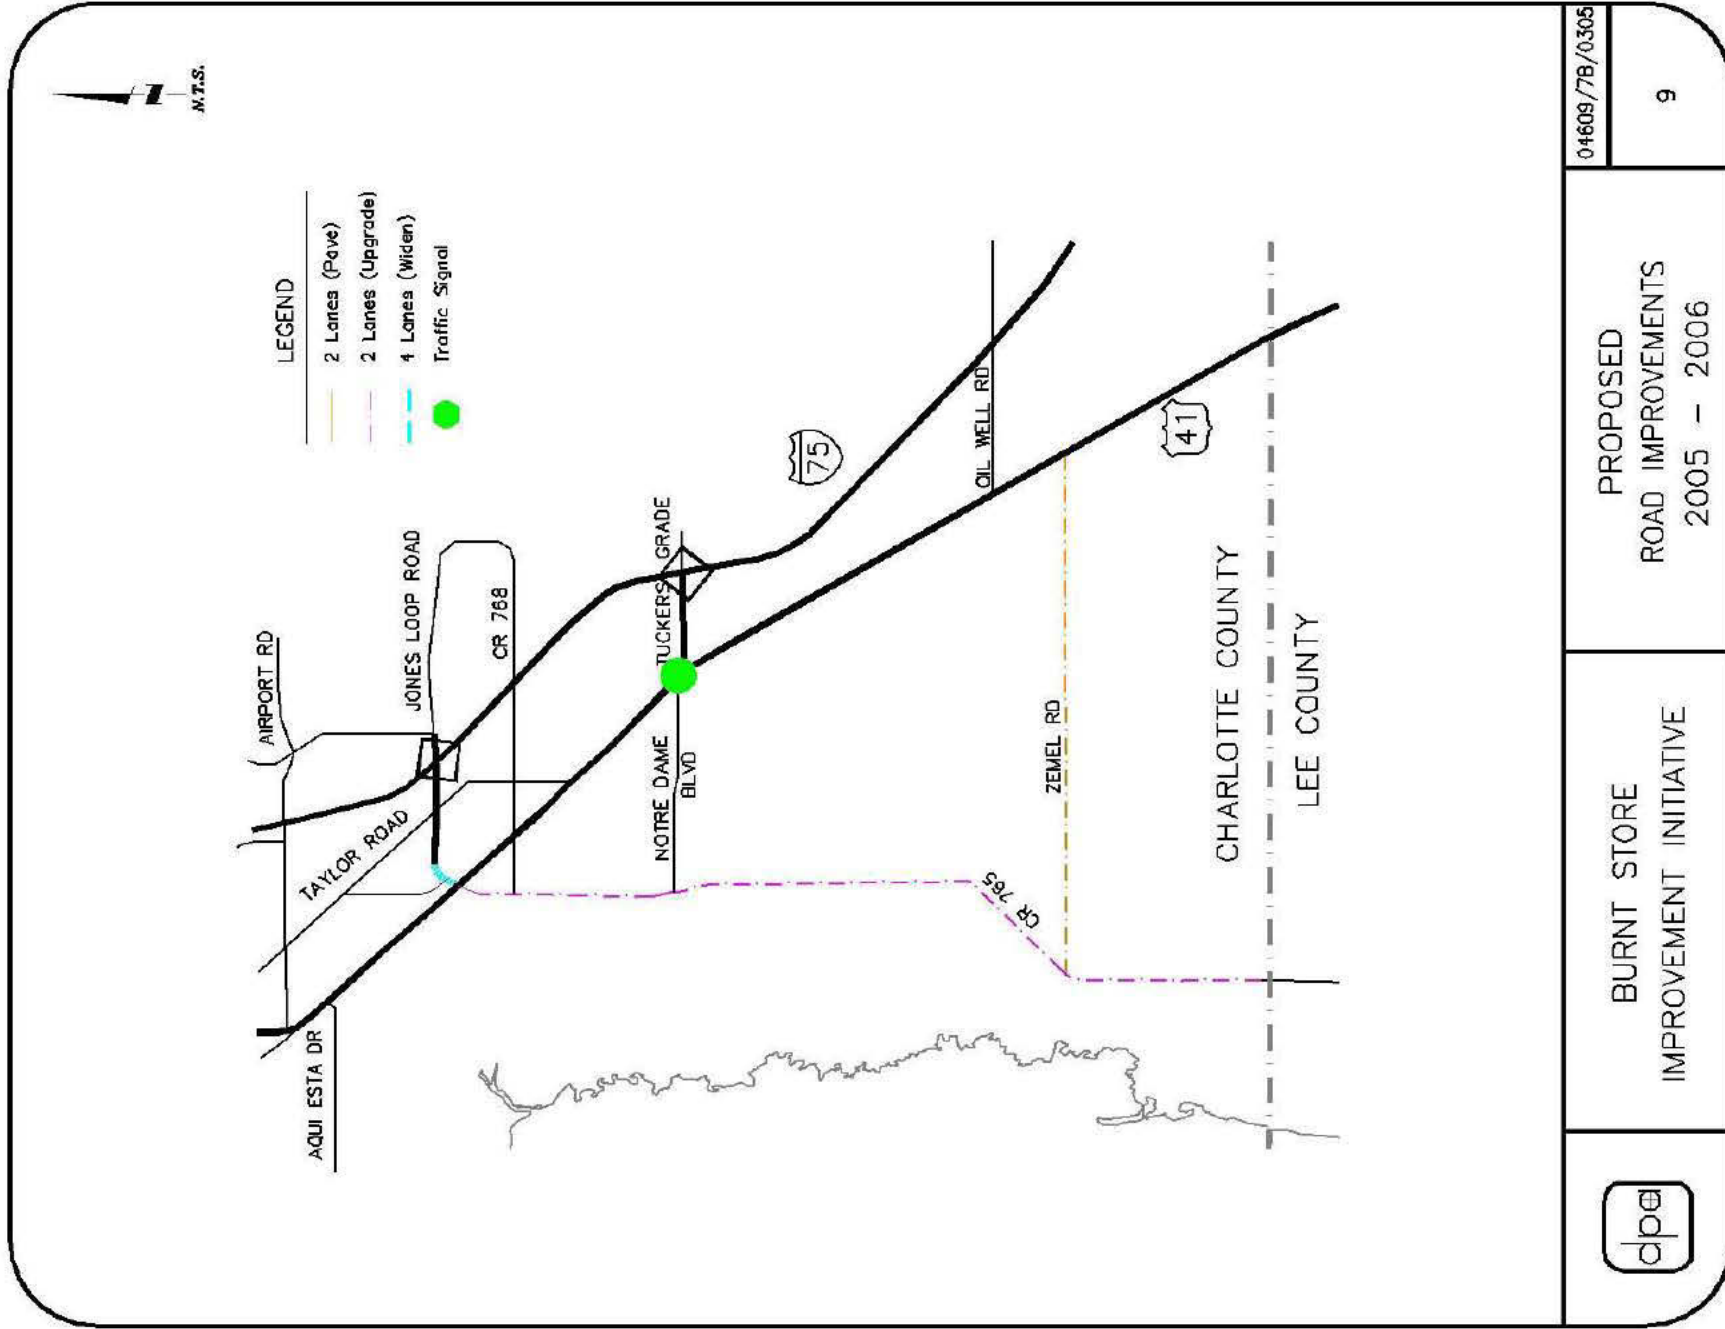 N.T.S.
LEGEND
2 Lanes (Pave)
2 Lanes (Upgrade)
4 Lanes (Widen)
Traffic Signal
AIRPORT RD
AQUI ESTA DR
TAYLOR ROAD
JONES LOOP ROAD
CR 768
NOTRE DAME
BLVD
TUCKERS GRADE
75
OIL WELL RD
CR 765
ZEMEL RD
41
CHARLOTTE COUNTY
LEE COUNTY
dpa
BURNT STORE
IMPROVEMENT INITIATIVE
PROPOSED
ROAD IMPROVEMENTS
2005 - 2006
04609/7B/0305
9